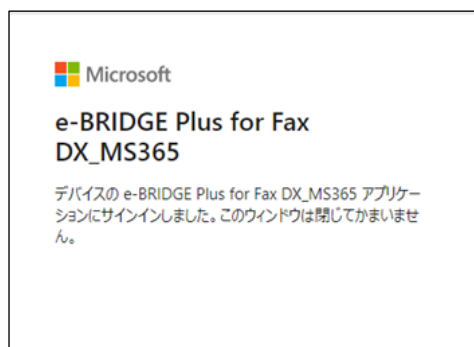 Microsoft
e-BRIDGE Plus for Fax
DX_MS365
デバイスの e-BRIDGE Plus for Fax DX_MS365 アプリケー
ションにサインインしました。このウィンドウは閉じてかまいませ
ん。